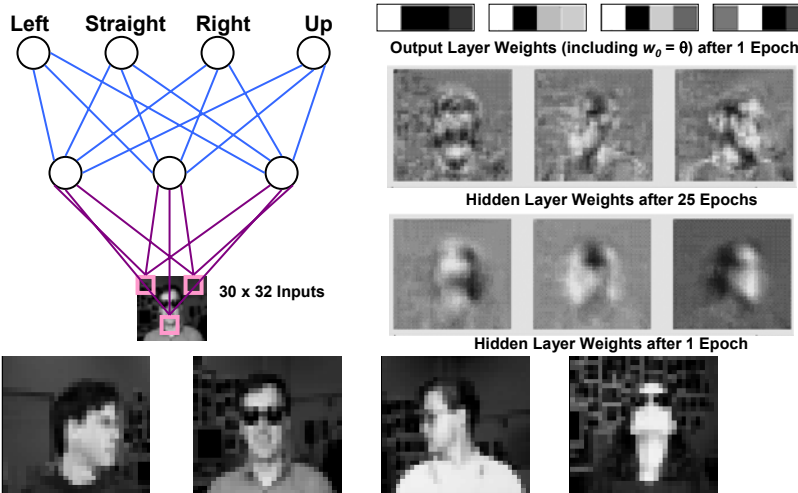 Left Straight Right Up
Output Layer Weights (including w₀ = θ) after 1 Epoch
Hidden Layer Weights after 25 Epochs
30 x 32 Inputs
Hidden Layer Weights after 1 Epoch